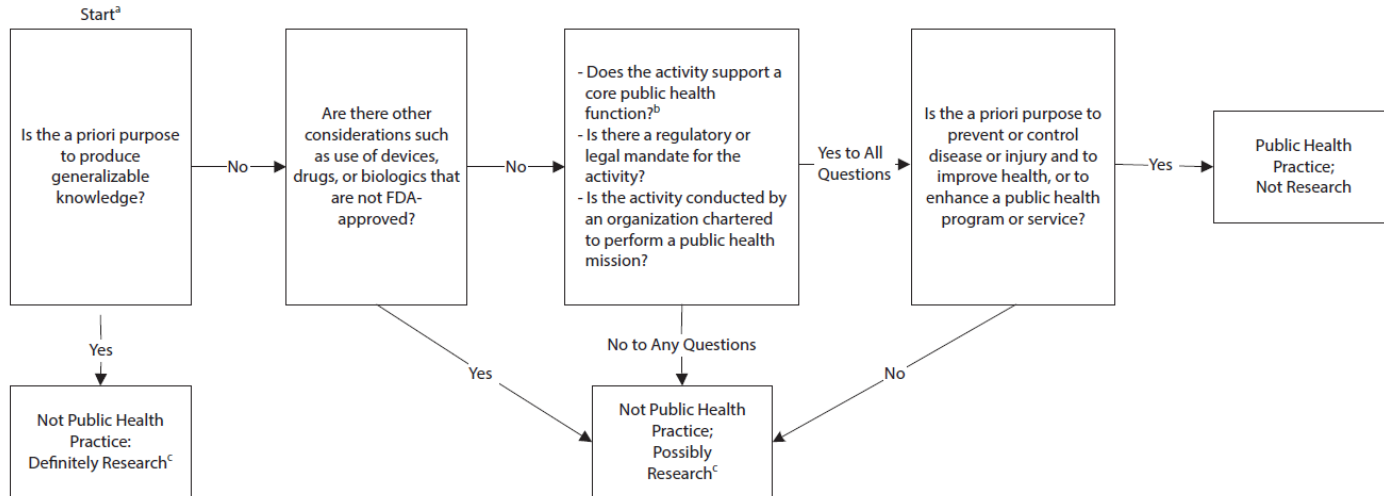 Start^a
Is the a priori purpose
to produce
generalizable
knowledge?
No
Are there other
considerations such
as use of devices,
drugs, or biologics that
are not FDA-
approved?
No
- Does the activity support a
core public health
function?^b
- Is there a regulatory or
legal mandate for the
activity?
- Is the activity conducted by
an organization chartered
to perform a public health
mission?
Yes to All
Questions
Is the a priori purpose to
prevent or control
disease or injury and to
improve health, or to
enhance a public health
program or service?
Yes
Public Health
Practice;
Not Research
Yes
Yes
No to Any Questions
No
Not Public Health
Practice:
Definitely Research^c
Not Public Health
Practice;
Possibly
Research^c